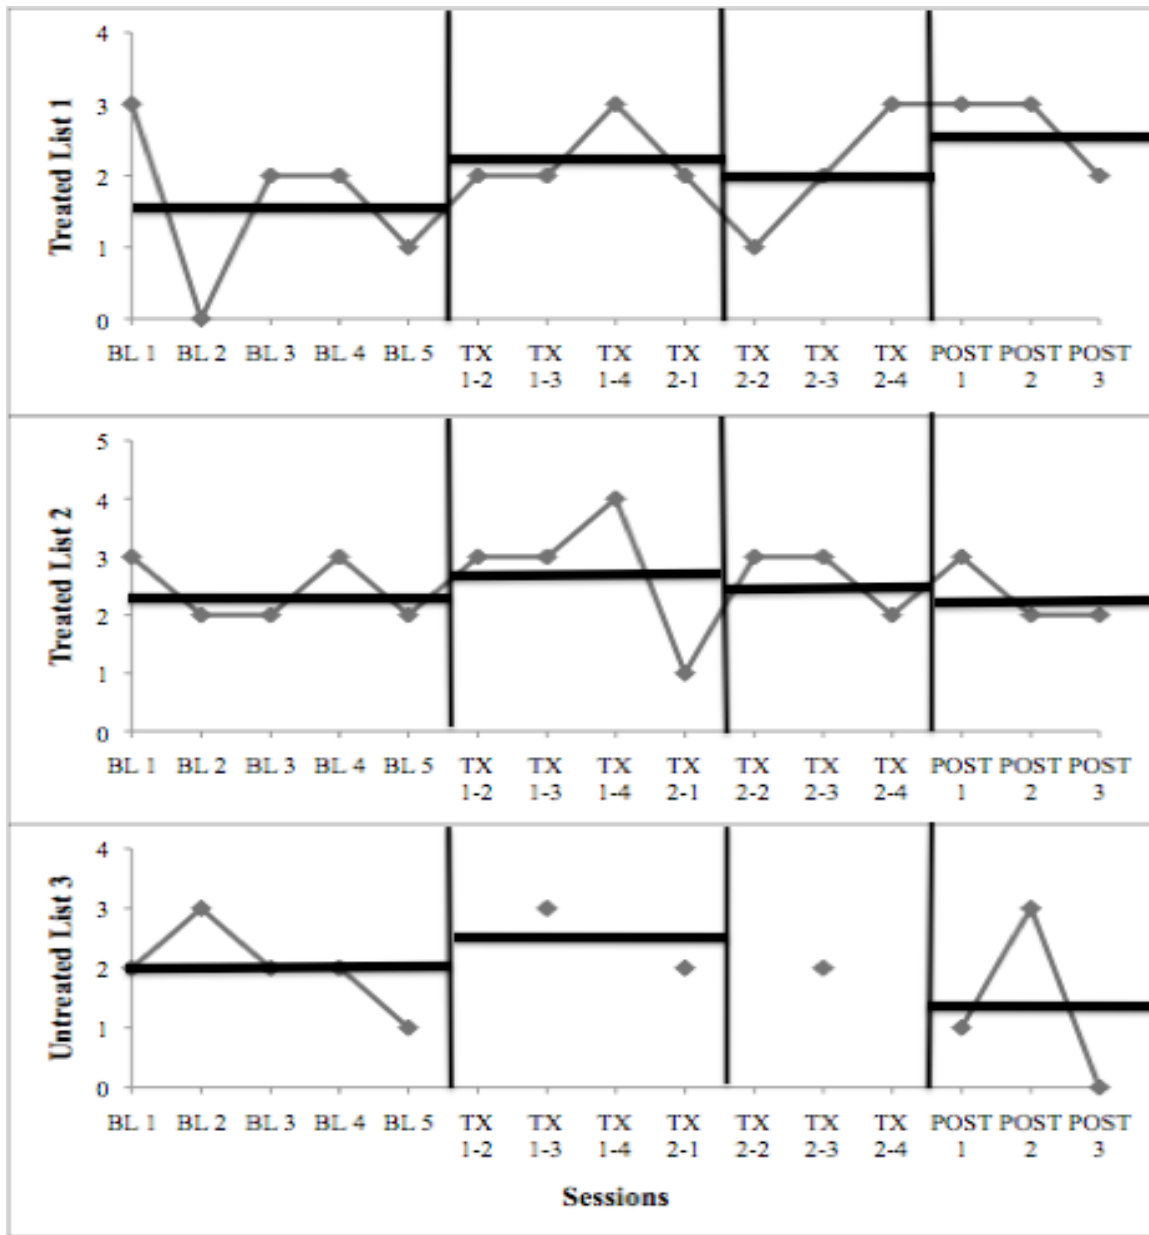 Treated List 1
4
3
2
1
0
BL 1 BL 2 BL 3 BL 4 BL 5 TX TX TX TX TX TX TX POST POST POST
1-2 1-3 1-4 2-1 2-2 2-3 2-4 1 2 3
Treated List 2
5
4
3
2
1
0
BL 1 BL 2 BL 3 BL 4 BL 5 TX TX TX TX TX TX TX POST POST POST
1-2 1-3 1-4 2-1 2-2 2-3 2-4 1 2 3
Untreated List 3
4
3
2
1
0
BL 1 BL 2 BL 3 BL 4 BL 5 TX TX TX TX TX TX TX POST POST POST
1-2 1-3 1-4 2-1 2-2 2-3 2-4 1 2 3
Sessions